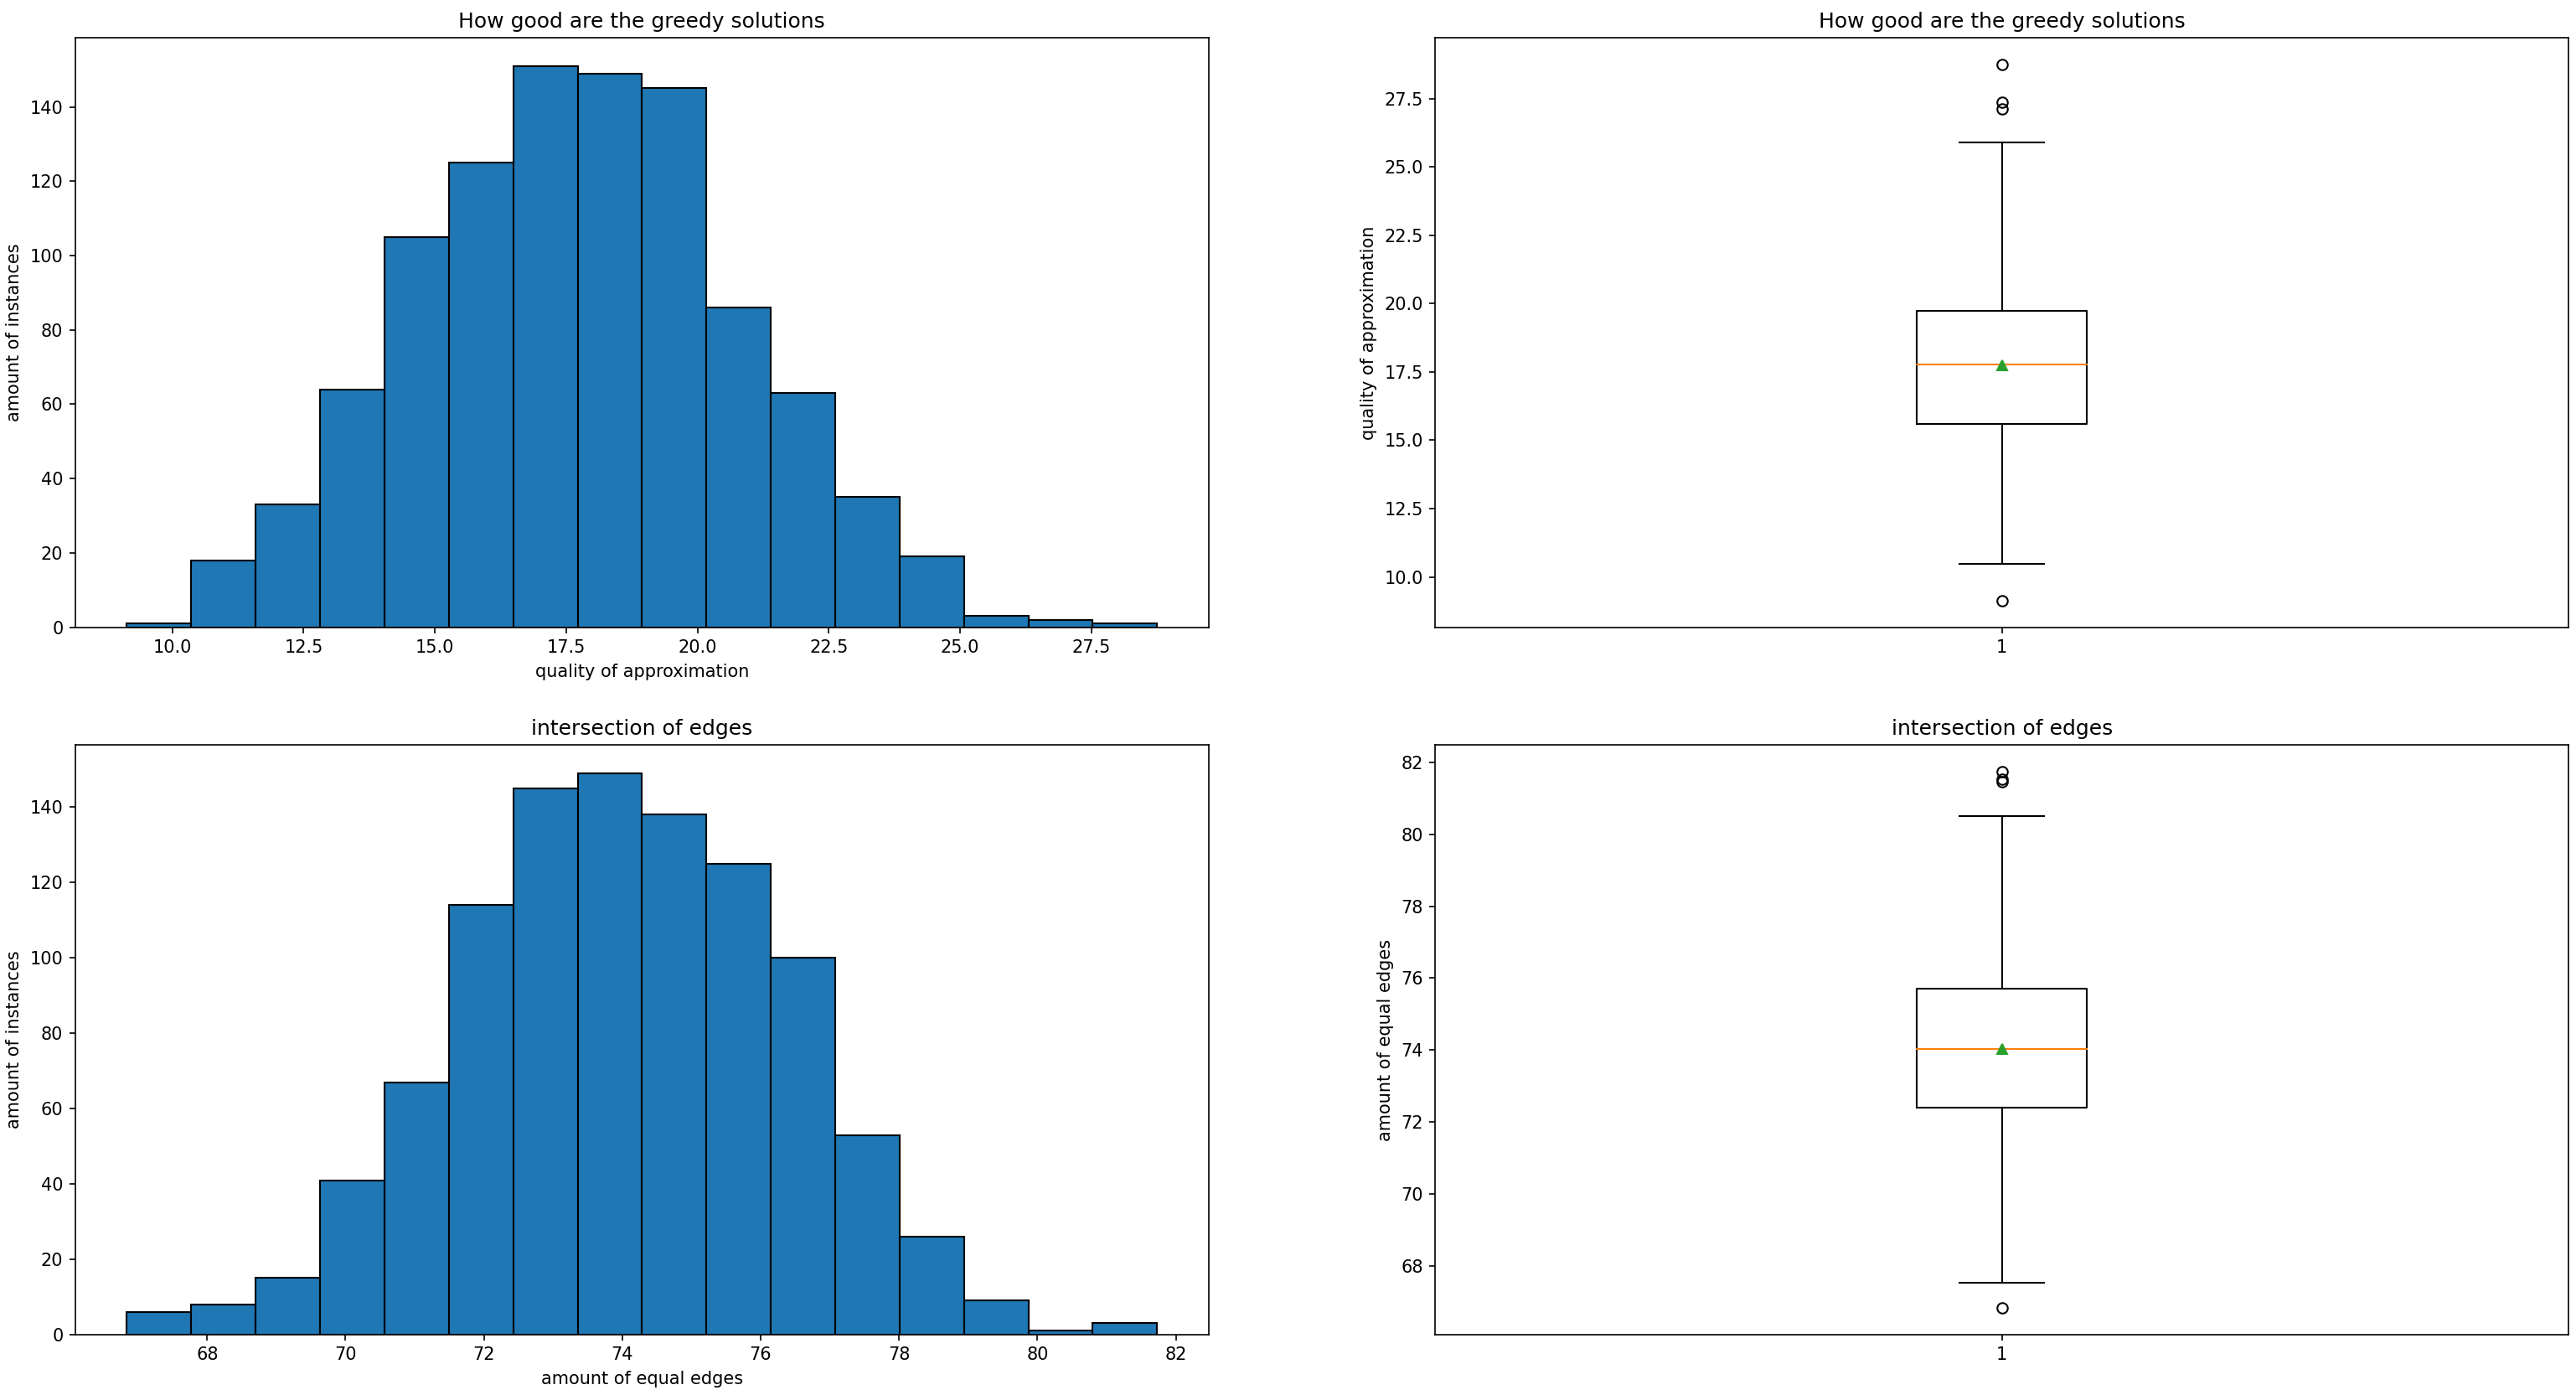 How good are the greedy solutions
amount of instances
140
120
100
80
60
40
20
0
10.0 12.5 15.0 17.5 20.0 22.5 25.0 27.5
quality of approximation
How good are the greedy solutions
quality of approximation
27.5
25.0
22.5
20.0
17.5
15.0
12.5
10.0
1
intersection of edges
amount of instances
140
120
100
80
60
40
20
0
68 70 72 74 76 78 80 82
amount of equal edges
intersection of edges
amount of equal edges
82
80
78
76
74
72
70
68
1